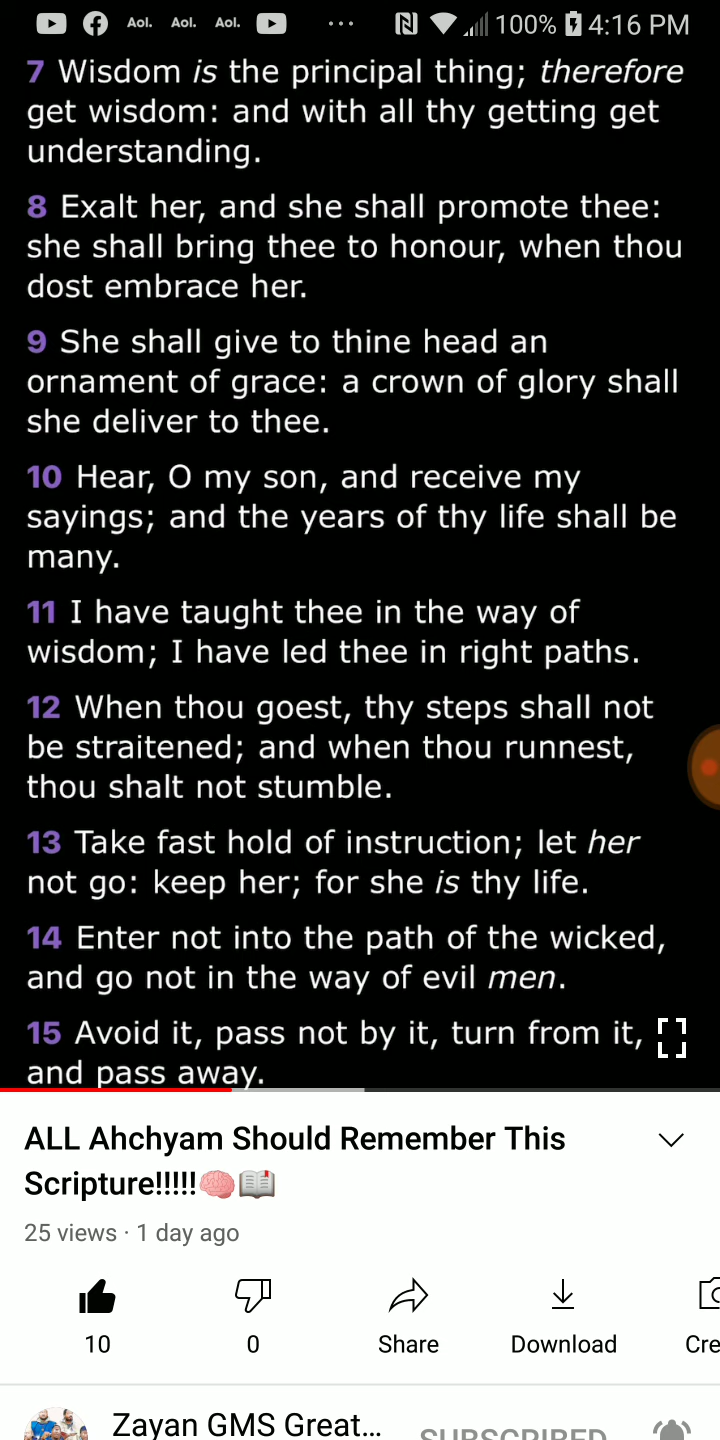 Aol. Aol. Aol. ... 100% 4:16 PM
7 Wisdom is the principal thing; therefore
get wisdom: and with all thy getting get
understanding.
8 Exalt her, and she shall promote thee:
she shall bring thee to honour, when thou
dost embrace her.
9 She shall give to thine head an
ornament of grace: a crown of glory shall
she deliver to thee.
10 Hear, O my son, and receive my
sayings; and the years of thy life shall be
many.
11 I have taught thee in the way of
wisdom; I have led thee in right paths.
12 When thou goest, thy steps shall not
be straitened; and when thou runnest,
thou shalt not stumble.
13 Take fast hold of instruction; let her
not go: keep her; for she is thy life.
14 Enter not into the path of the wicked,
and go not in the way of evil men.
15 Avoid it, pass not by it, turn from it,
and pass away.
ALL Ahchyam Should Remember This
Scripture!!!!!🧠📖
25 views · 1 day ago
10 0 Share Download Cre
Zayan GMS Great... SUBSCRIBED